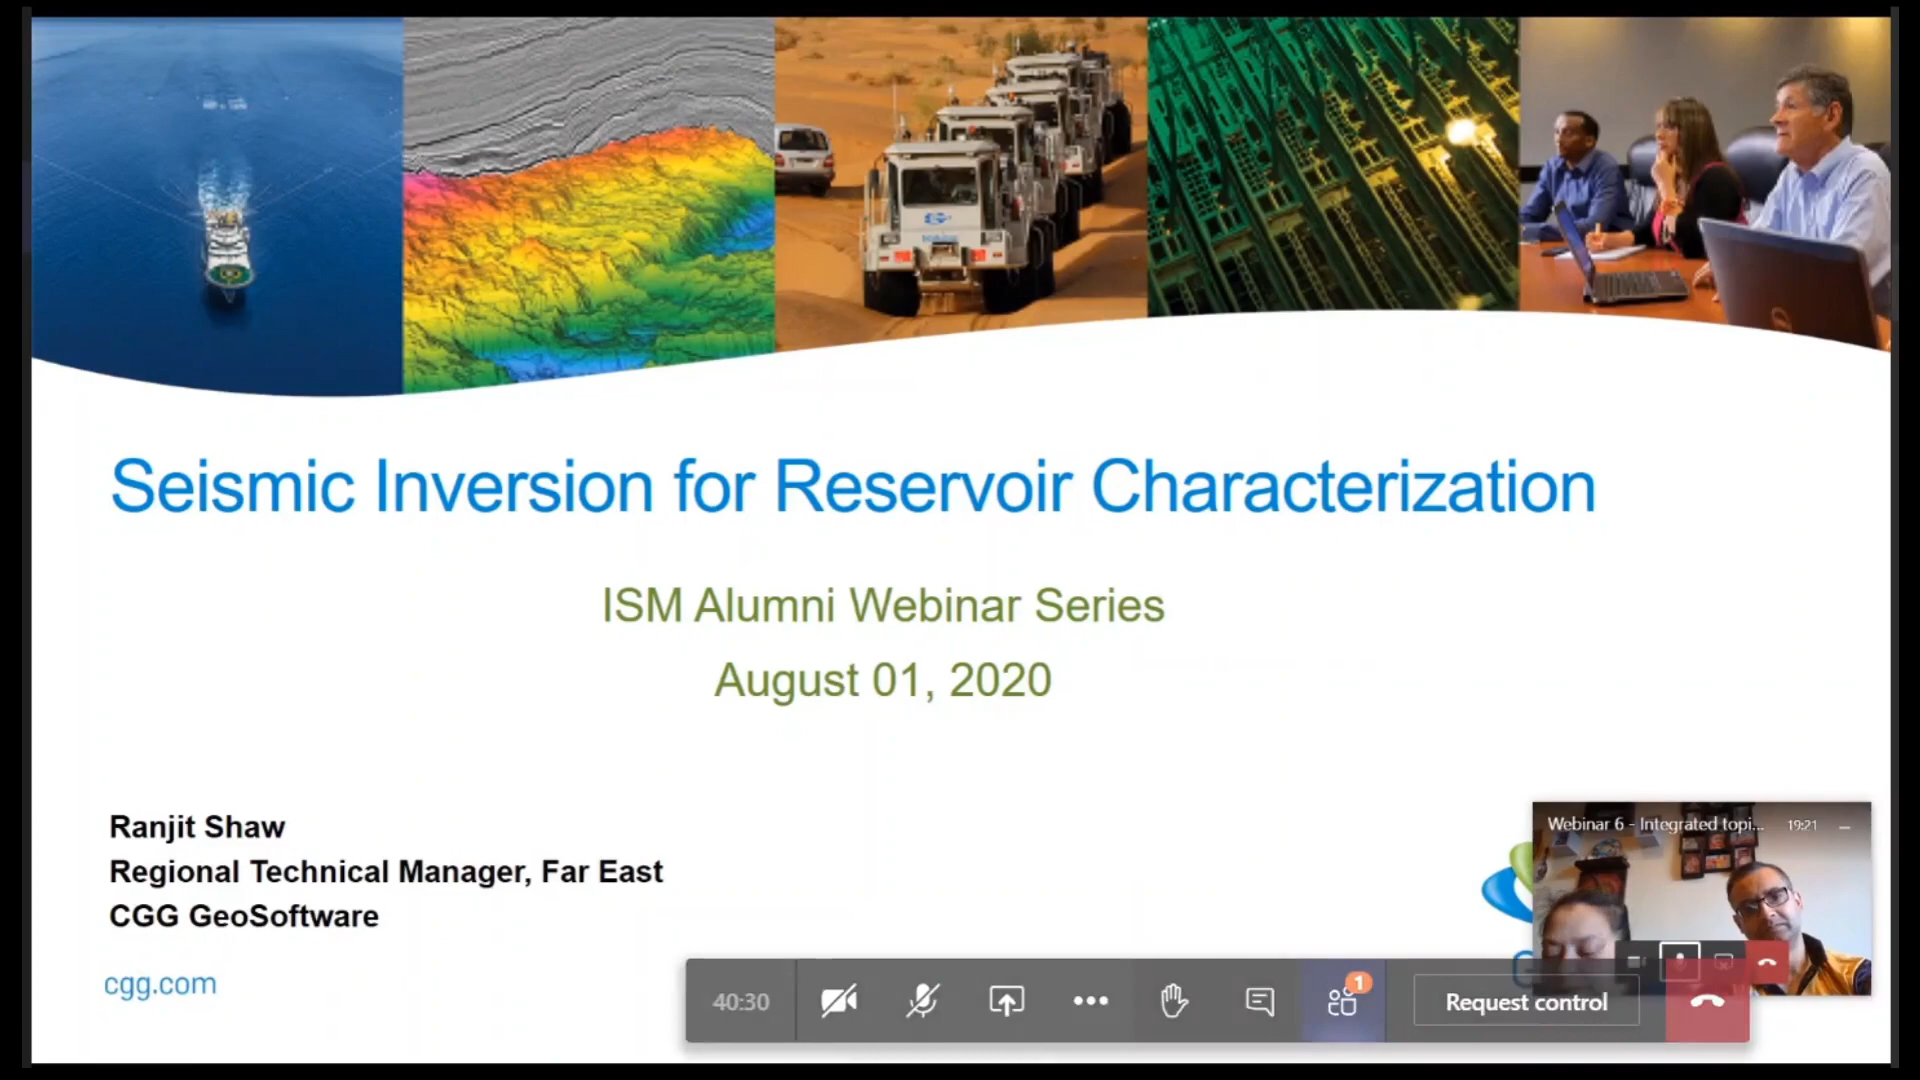 Seismic Inversion for Reservoir Characterization
ISM Alumni Webinar Series
August 01, 2020
Ranjit Shaw
Regional Technical Manager, Far East
CGG GeoSoftware
cgg.com
Webinar 6 - Integrated topi... 19:21
40:30
1
Request control